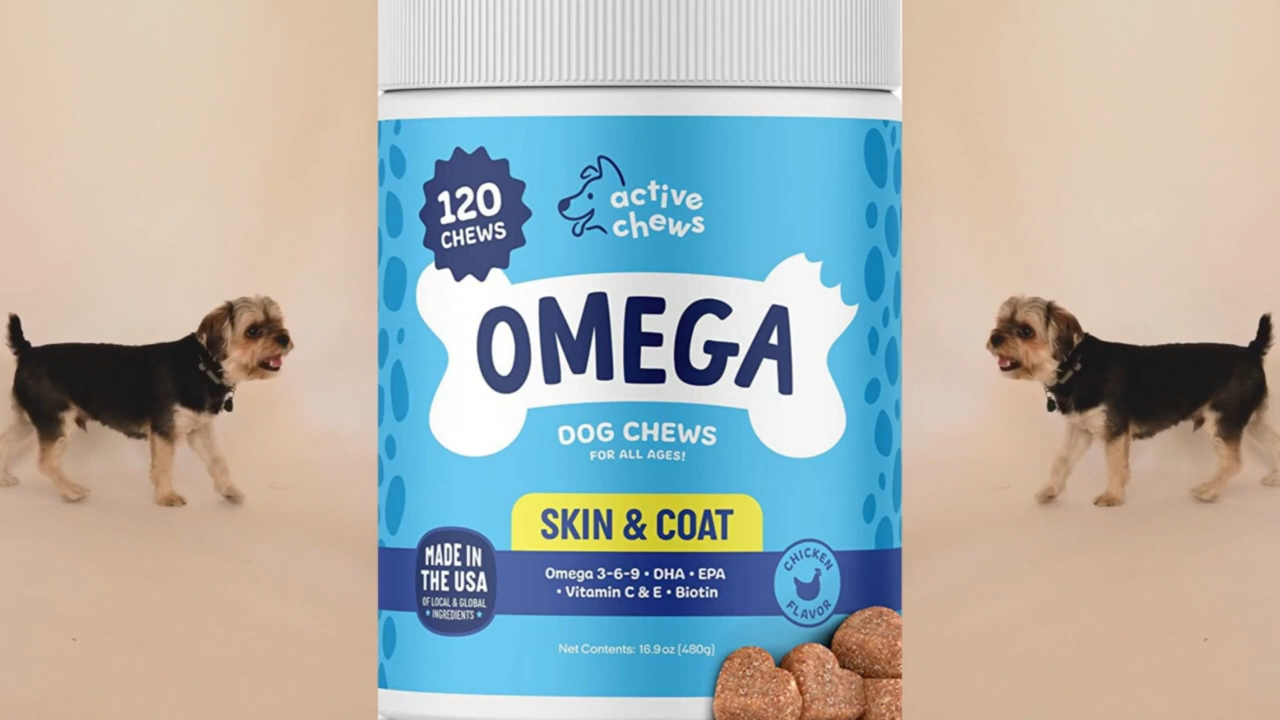 120
CHEWS
active
chews
OMEGA
DOG CHEWS
FOR ALL AGES!
SKIN & COAT
MADE IN
THE USA
OF LOCAL & GLOBAL
INGREDIENTS
Omega 3-6-9 • DHA • EPA
• Vitamin C & E • Biotin
CHICKEN
FLAVOR
Net Contents: 16.9 oz (480g)